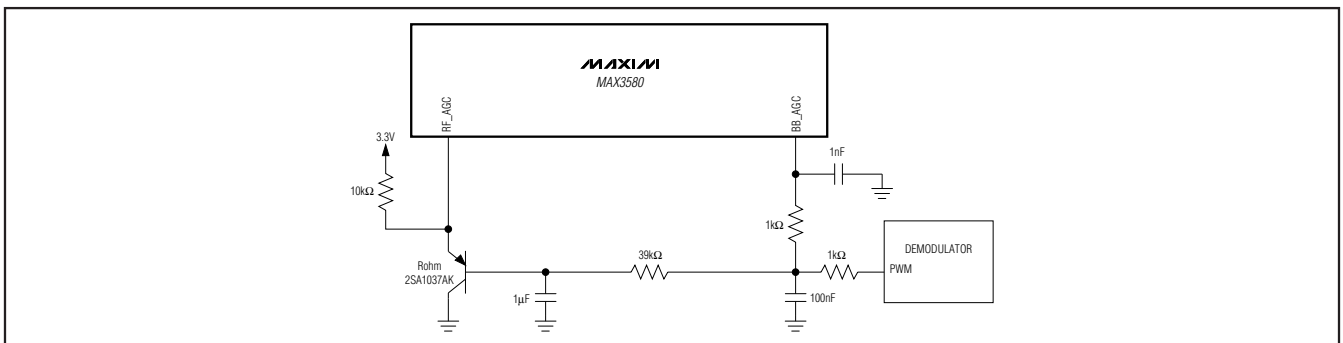 MAXIM
MAX3580
RF_AGC
BB_AGC
3.3V
1nF
10kΩ
1kΩ
DEMODULATOR
Rohm
2SA1037AK
39kΩ
1kΩ
PWM
1μF
100nF